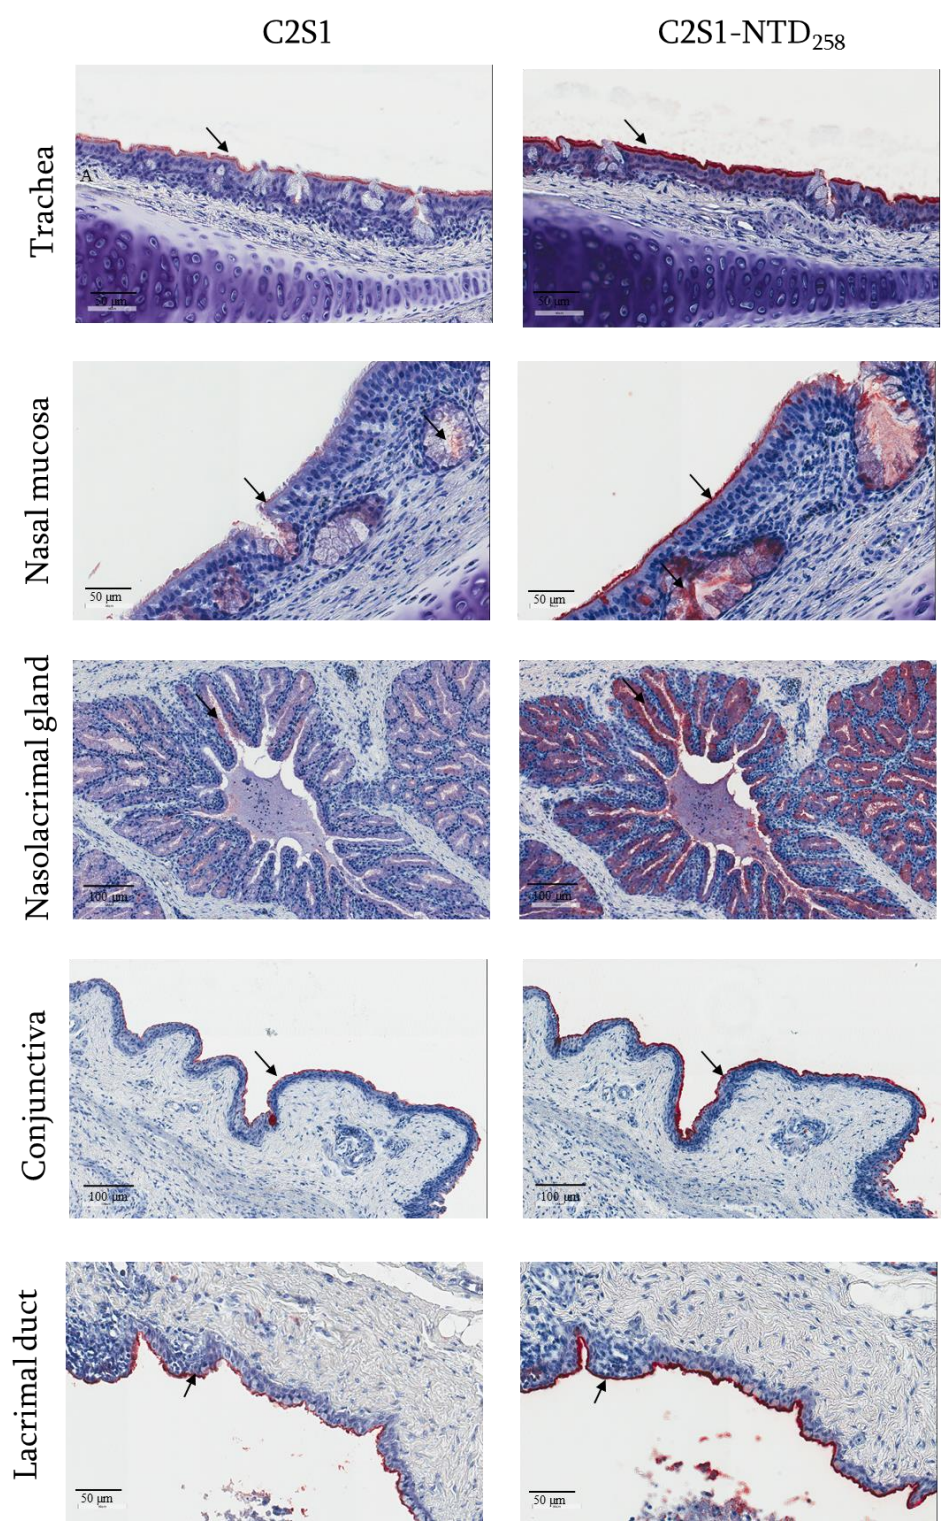 C2S1 C2S1-NTD258
Trachea
A
50 μm 50 μm
Nasal mucosa
50 μm 50 μm
Nasolacrimal gland
100 μm 100 μm
Conjunctiva
100 μm 100 μm
Lacrimal duct
50 μm 50 μm